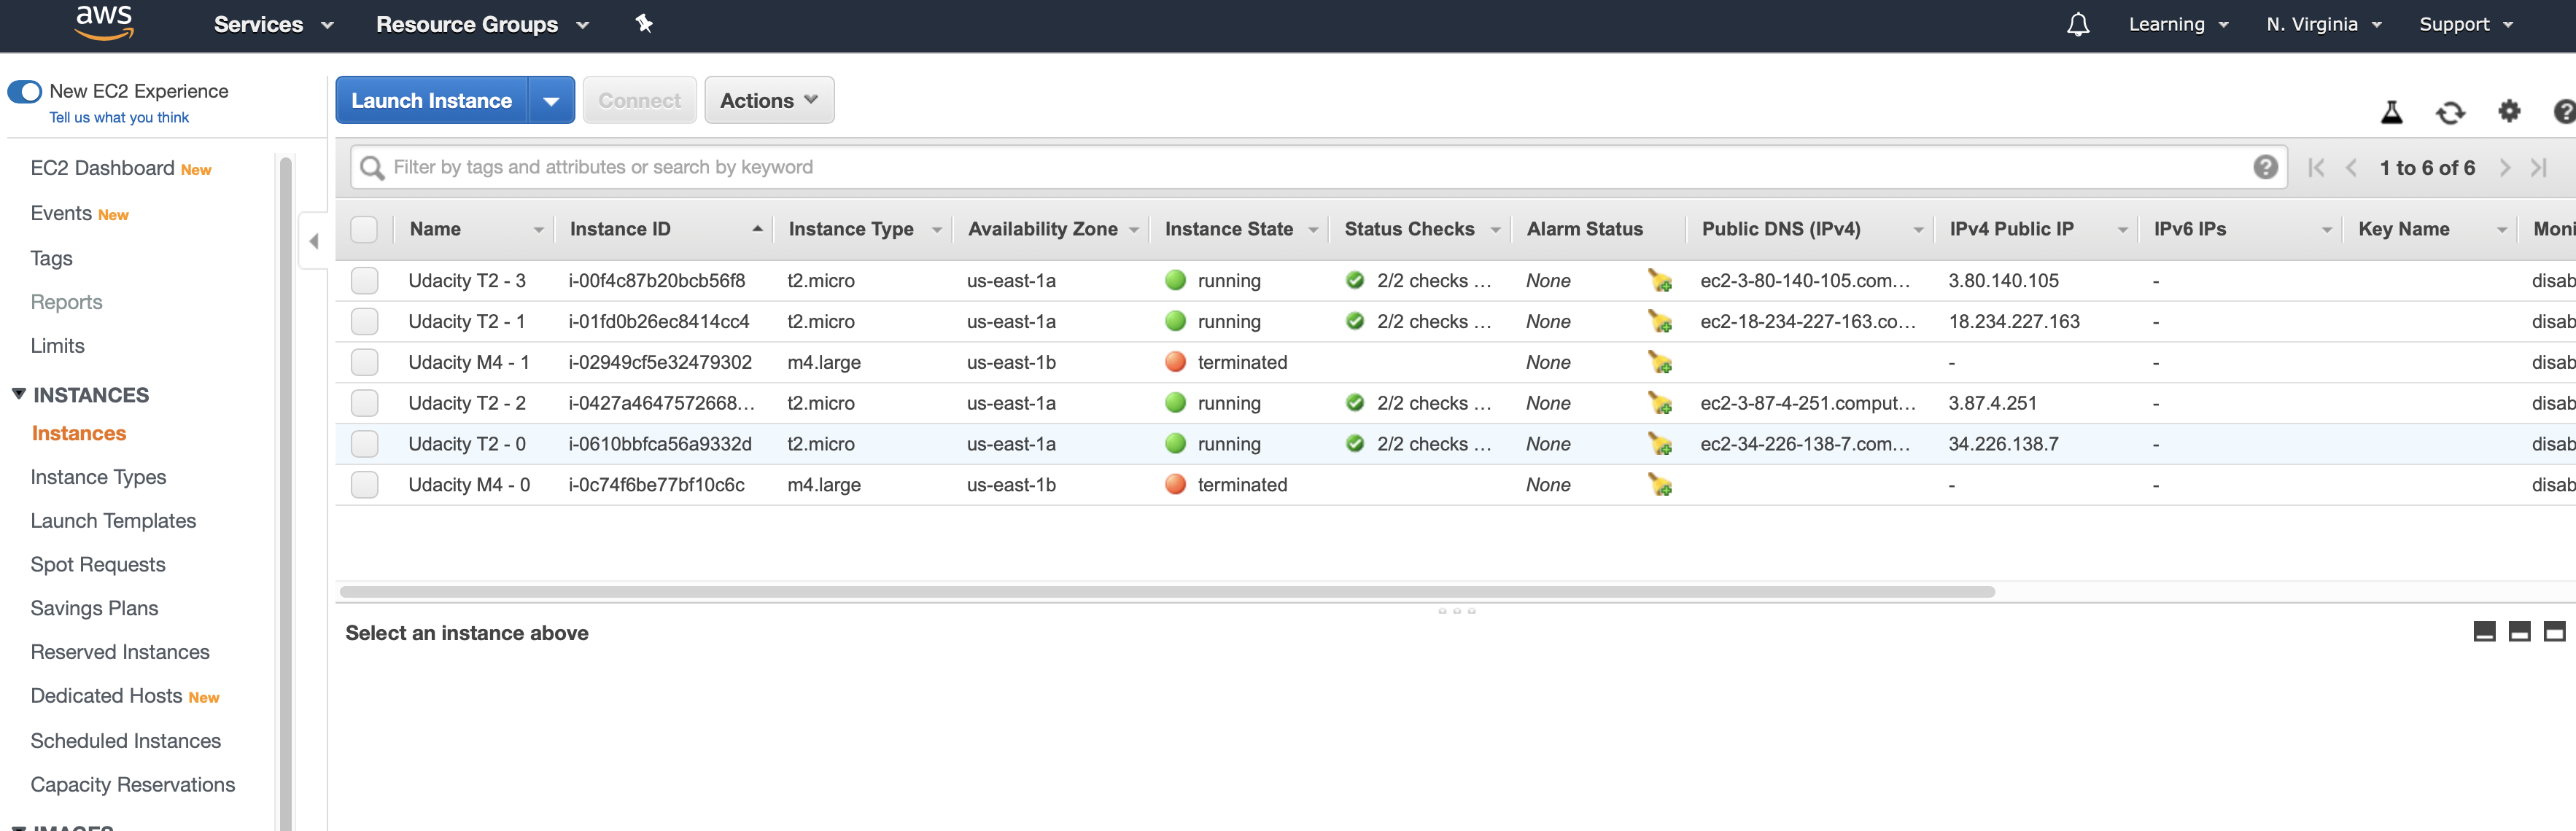 aws Services Resource Groups Learning N. Virginia Support
New EC2 Experience
Tell us what you think
EC2 Dashboard New
Events New
Tags
Reports
Limits
INSTANCES
Instances
Instance Types
Launch Templates
Spot Requests
Savings Plans
Reserved Instances
Dedicated Hosts New
Scheduled Instances
Capacity Reservations
IMAGES
Launch Instance Connect Actions
Filter by tags and attributes or search by keyword ? 1 to 6 of 6
Name Instance ID Instance Type Availability Zone Instance State Status Checks Alarm Status Public DNS (IPv4) IPv4 Public IP IPv6 IPs Key Name Moni
Udacity T2 - 3 i-00f4c87b20bcb56f8 t2.micro us-east-1a running 2/2 checks ... None ec2-3-80-140-105.com... 3.80.140.105 - disab
Udacity T2 - 1 i-01fd0b26ec8414cc4 t2.micro us-east-1a running 2/2 checks ... None ec2-18-234-227-163.co... 18.234.227.163 - disab
Udacity M4 - 1 i-02949cf5e32479302 m4.large us-east-1b terminated None - - disab
Udacity T2 - 2 i-0427a4647572668... t2.micro us-east-1a running 2/2 checks ... None ec2-3-87-4-251.comput... 3.87.4.251 - disab
Udacity T2 - 0 i-0610bbfca56a9332d t2.micro us-east-1a running 2/2 checks ... None ec2-34-226-138-7.com... 34.226.138.7 - disab
Udacity M4 - 0 i-0c74f6be77bf10c6c m4.large us-east-1b terminated None - - disab
Select an instance above